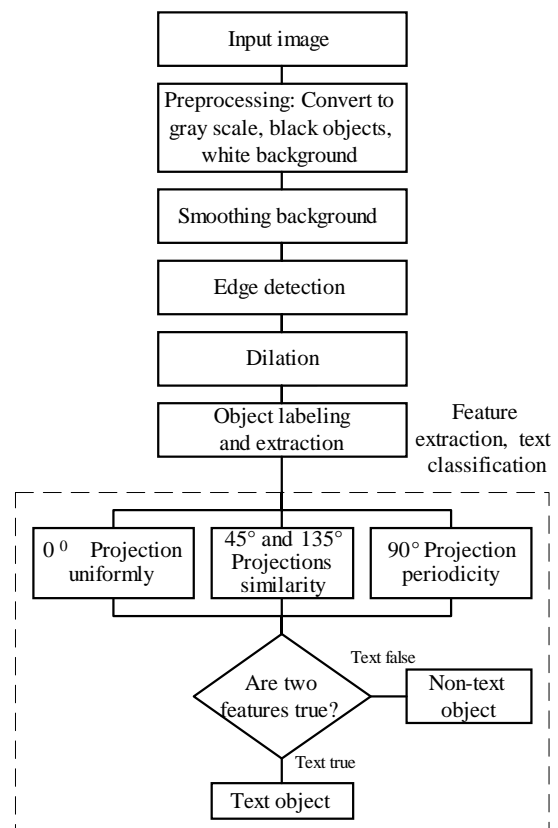 Input image
Preprocessing: Convert to
gray scale, black objects,
white background
Smoothing background
Edge detection
Dilation
Object labeling
and extraction
Feature
extraction, text
classification
0⁰ Projection
uniformly
45° and 135°
Projections
similarity
90° Projection
periodicity
Are two
features true?
Text false
Non-text
object
Text true
Text object